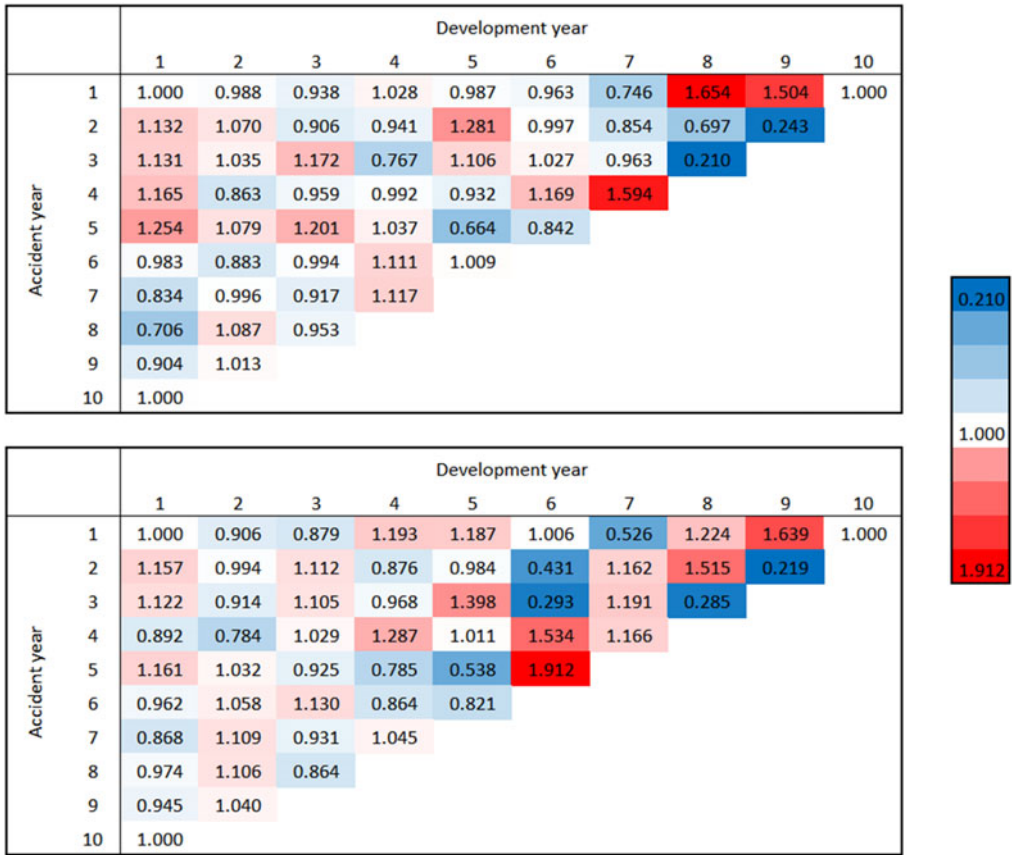 Development year
1 2 3 4 5 6 7 8 9 10
1 1.000 0.988 0.938 1.028 0.987 0.963 0.746 1.654 1.504 1.000
2 1.132 1.070 0.906 0.941 1.281 0.997 0.854 0.697 0.243
3 1.131 1.035 1.172 0.767 1.106 1.027 0.963 0.210
4 1.165 0.863 0.959 0.992 0.932 1.169 1.594
5 1.254 1.079 1.201 1.037 0.664 0.842
6 0.983 0.883 0.994 1.111 1.009
7 0.834 0.996 0.917 1.117
8 0.706 1.087 0.953
9 0.904 1.013
10 1.000
Accident year
Development year
1 2 3 4 5 6 7 8 9 10
1 1.000 0.906 0.879 1.193 1.187 1.006 0.526 1.224 1.639 1.000
2 1.157 0.994 1.112 0.876 0.984 0.431 1.162 1.515 0.219
3 1.122 0.914 1.105 0.968 1.398 0.293 1.191 0.285
4 0.892 0.784 1.029 1.287 1.011 1.534 1.166
5 1.161 1.032 0.925 0.785 0.538 1.912
6 0.962 1.058 1.130 0.864 0.821
7 0.868 1.109 0.931 1.045
8 0.974 1.106 0.864
9 0.945 1.040
10 1.000
Accident year
0.210
1.000
1.912